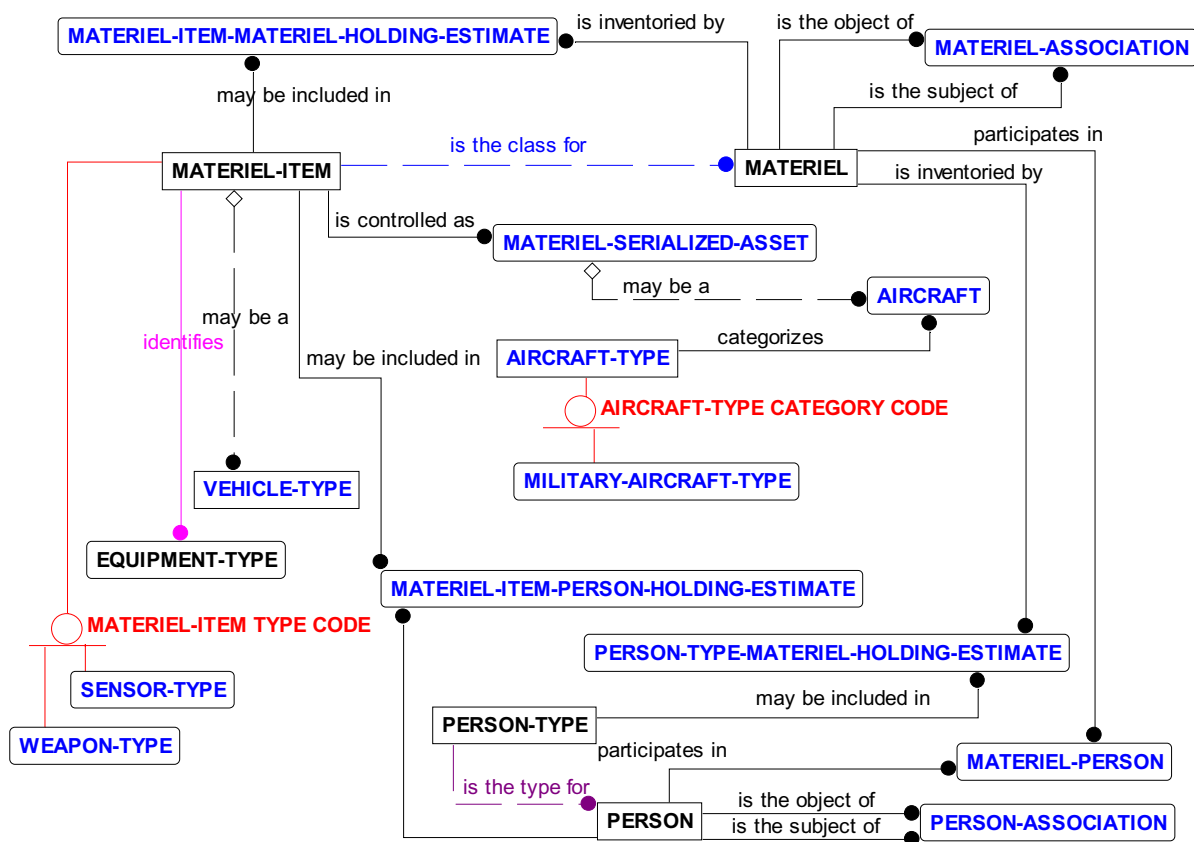 is inventoried by
is the object of
MATERIEL-ITEM-MATERIEL-HOLDING-ESTIMATE
MATERIEL-ASSOCIATION
may be included in
is the subject of
participates in
is the class for
MATERIEL-ITEM
MATERIEL
is inventoried by
is controlled as
MATERIEL-SERIALIZED-ASSET
may be a
AIRCRAFT
may be a
identifies
categorizes
may be included in
AIRCRAFT-TYPE
AIRCRAFT-TYPE CATEGORY CODE
MILITARY-AIRCRAFT-TYPE
VEHICLE-TYPE
EQUIPMENT-TYPE
MATERIEL-ITEM-PERSON-HOLDING-ESTIMATE
MATERIEL-ITEM TYPE CODE
PERSON-TYPE-MATERIEL-HOLDING-ESTIMATE
SENSOR-TYPE
may be included in
PERSON-TYPE
WEAPON-TYPE
participates in
MATERIEL-PERSON
is the type for
is the object of
PERSON
is the subject of
PERSON-ASSOCIATION